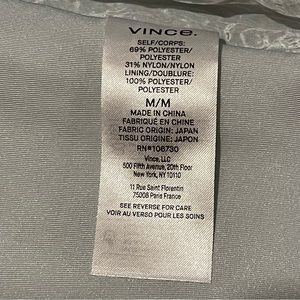 VINCE.
SELF/CORPS:
69% POLYESTER/
POLYESTER
31% NYLON/NYLON
LINING/DOUBLURE:
100% POLYESTER/
POLYESTER
M/M
MADE IN CHINA
FABRIQUÉ EN CHINE
FABRIC ORIGIN: JAPAN
TISSU ORIGINE: JAPON
RN#106730
Vince, LLC
500 Fifth Avenue, 20th Floor
New York, NY 10110
11 Rue Saint Florentin
75008 Paris France
SEE REVERSE FOR CARE
VOIR AU VERSO POUR LES SOINS